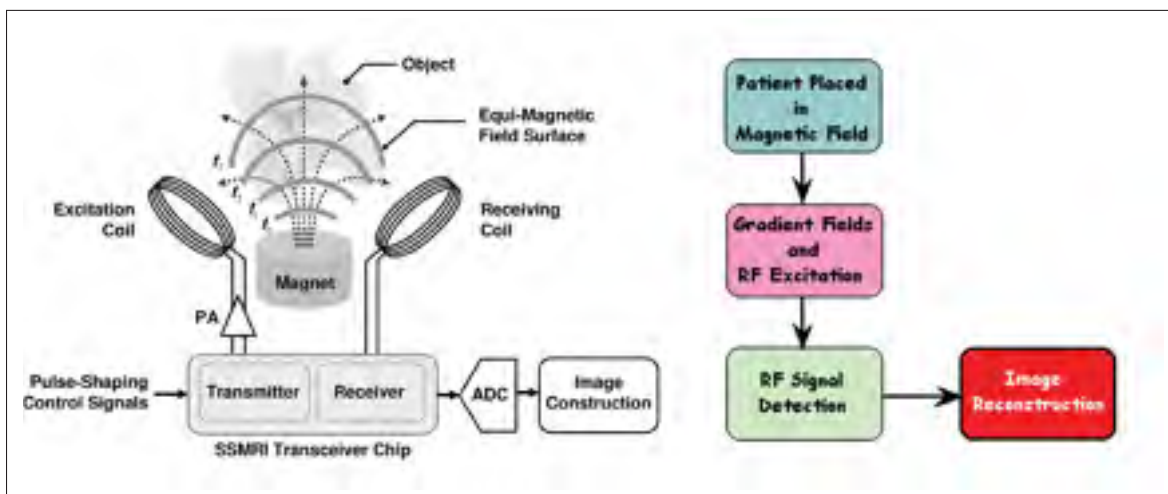 Object
Equi-Magnetic
Field Surface
Excitation
Coil
Receiving
Coil
Magnet
PA
Pulse-Shaping
Control Signals
Transmitter
Receiver
ADC
Image
Construction
SSMRI Transceiver Chip
Patient Placed
in
Magnetic Field
Gradient Fields
and
RF Excitation
RF Signal
Detection
Image
Reconstruction